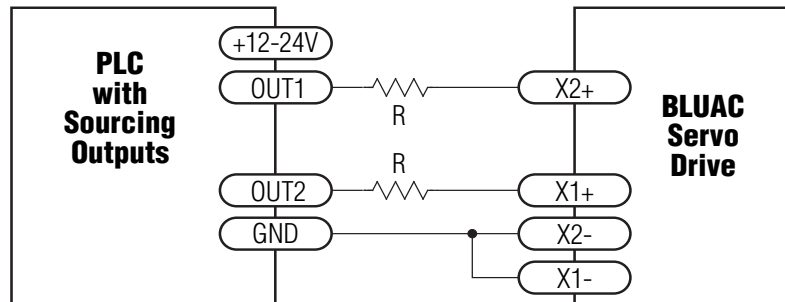 +12-24V
PLC
with
Sourcing
Outputs
OUT1
R
X2+
BLUAC
Servo
Drive
OUT2
R
X1+
GND
X2-
X1-